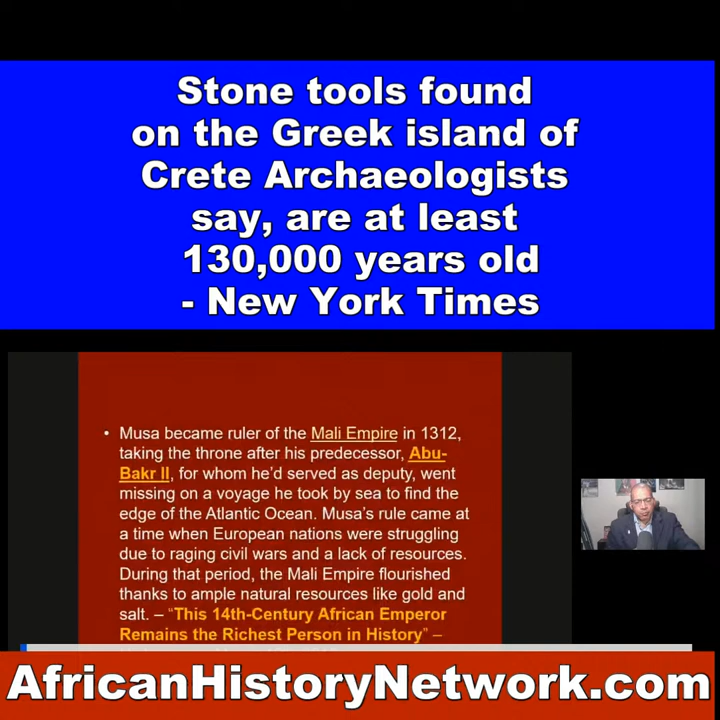 Stone tools found
on the Greek island of
Crete Archaeologists
say, are at least
130,000 years old
- New York Times
• Musa became ruler of the Mali Empire in 1312,
taking the throne after his predecessor, Abu-
Bakr II, for whom he'd served as deputy, went
missing on a voyage he took by sea to find the
edge of the Atlantic Ocean. Musa's rule came at
a time when European nations were struggling
due to raging civil wars and a lack of resources.
During that period, the Mali Empire flourished
thanks to ample natural resources like gold and
salt. – "This 14th-Century African Emperor
Remains the Richest Person in History" –
AfricanHistoryNetwork.com